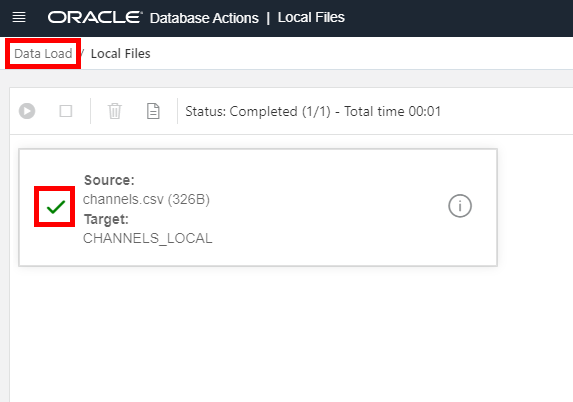 ORACLE Database Actions | Local Files
Data Load / Local Files
Status: Completed (1/1) - Total time 00:01
Source:
channels.csv (326B)
Target:
CHANNELS_LOCAL